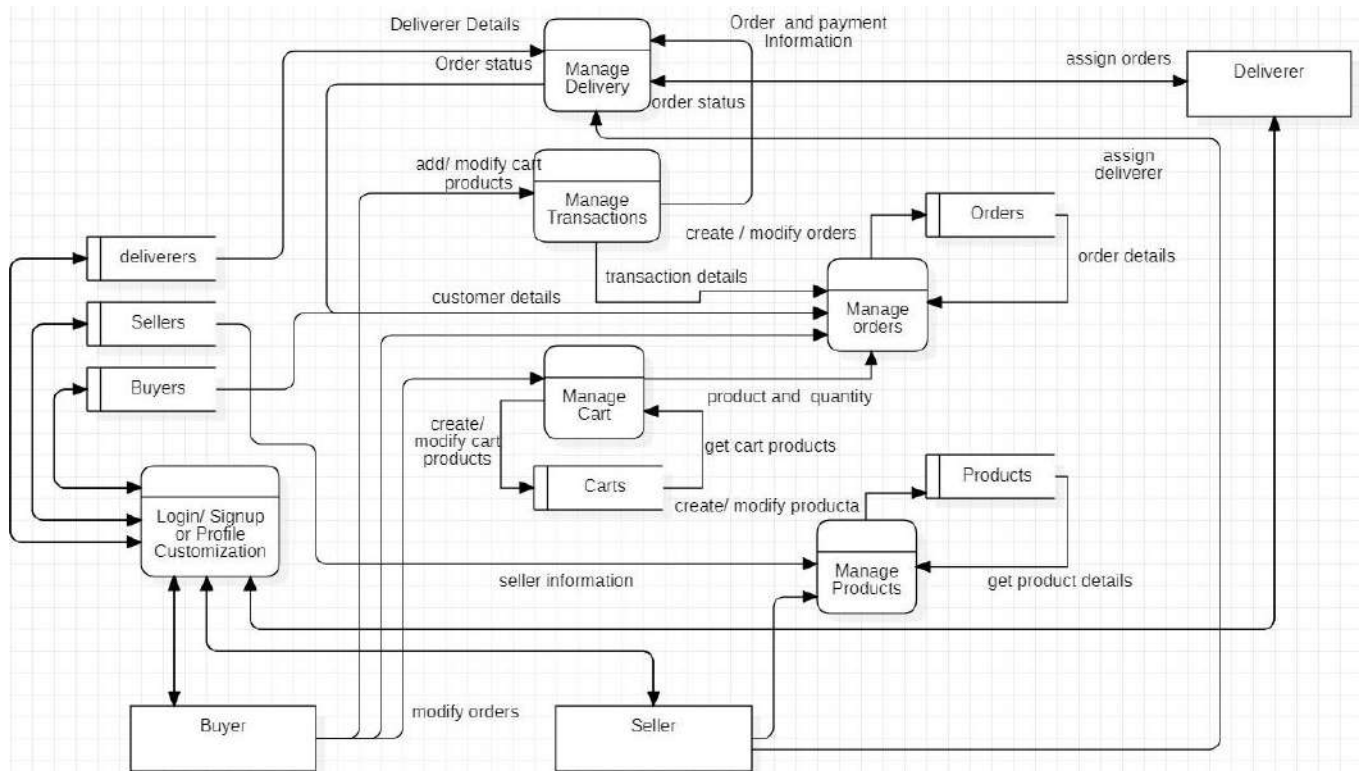 Deliverer Details
Order and payment
Information
Order status
Manage
Delivery
assign orders
Deliverer
order status
add/ modify cart
products
Manage
Transactions
assign
deliverer
Orders
create / modify orders
deliverers
transaction details
order details
customer details
Sellers
Manage
orders
Buyers
Manage
Cart
product and quantity
create/
modify cart
products
get cart products
Carts
Products
create/ modify producta
Login/ Signup
or Profile
Customization
seller information
Manage
Products
get product details
modify orders
Buyer
Seller